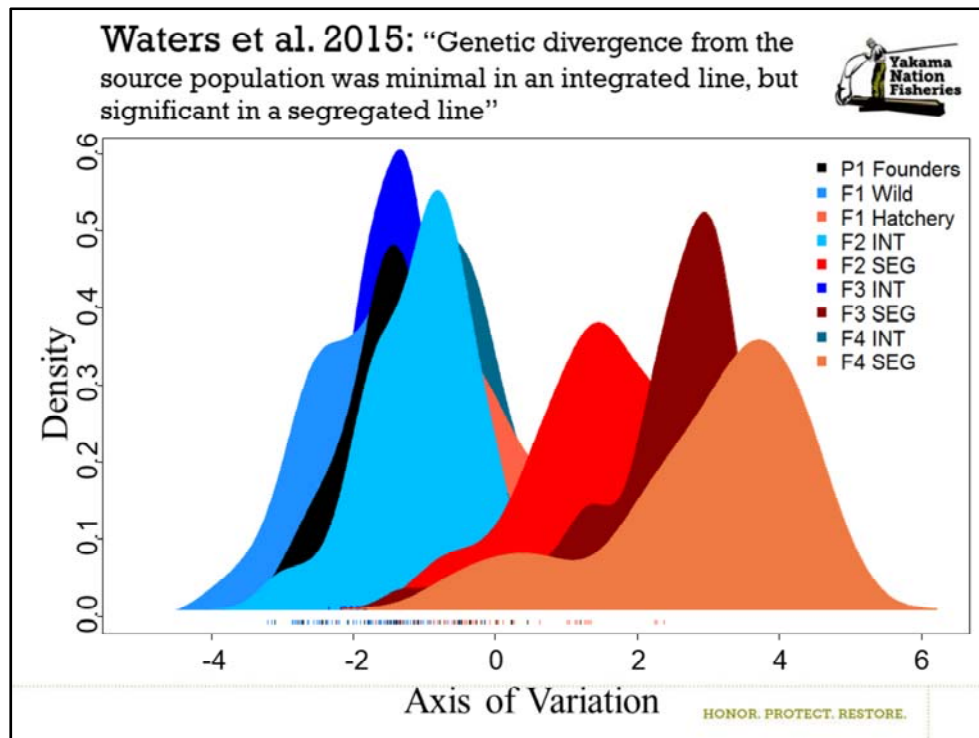 Waters et al. 2015: “Genetic divergence from the
source population was minimal in an integrated line, but
significant in a segregated line”
Yakama
Nation
Fisheries
P1 Founders
F1 Wild
F1 Hatchery
F2 INT
F2 SEG
F3 INT
F3 SEG
F4 INT
F4 SEG
Density
0.6
0.5
0.4
0.3
0.2
0.1
0.0
-4 -2 0 2 4 6
Axis of Variation
HONOR. PROTECT. RESTORE.